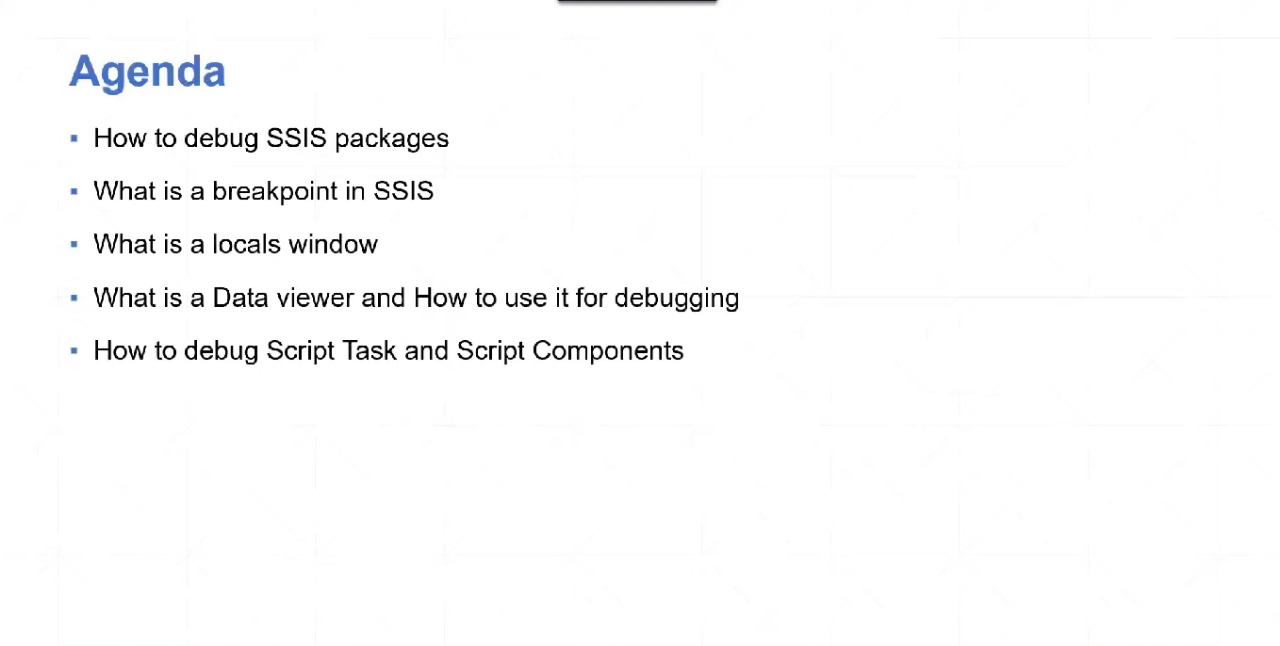 Agenda
How to debug SSIS packages
What is a breakpoint in SSIS
What is a locals window
What is a Data viewer and How to use it for debugging
How to debug Script Task and Script Components